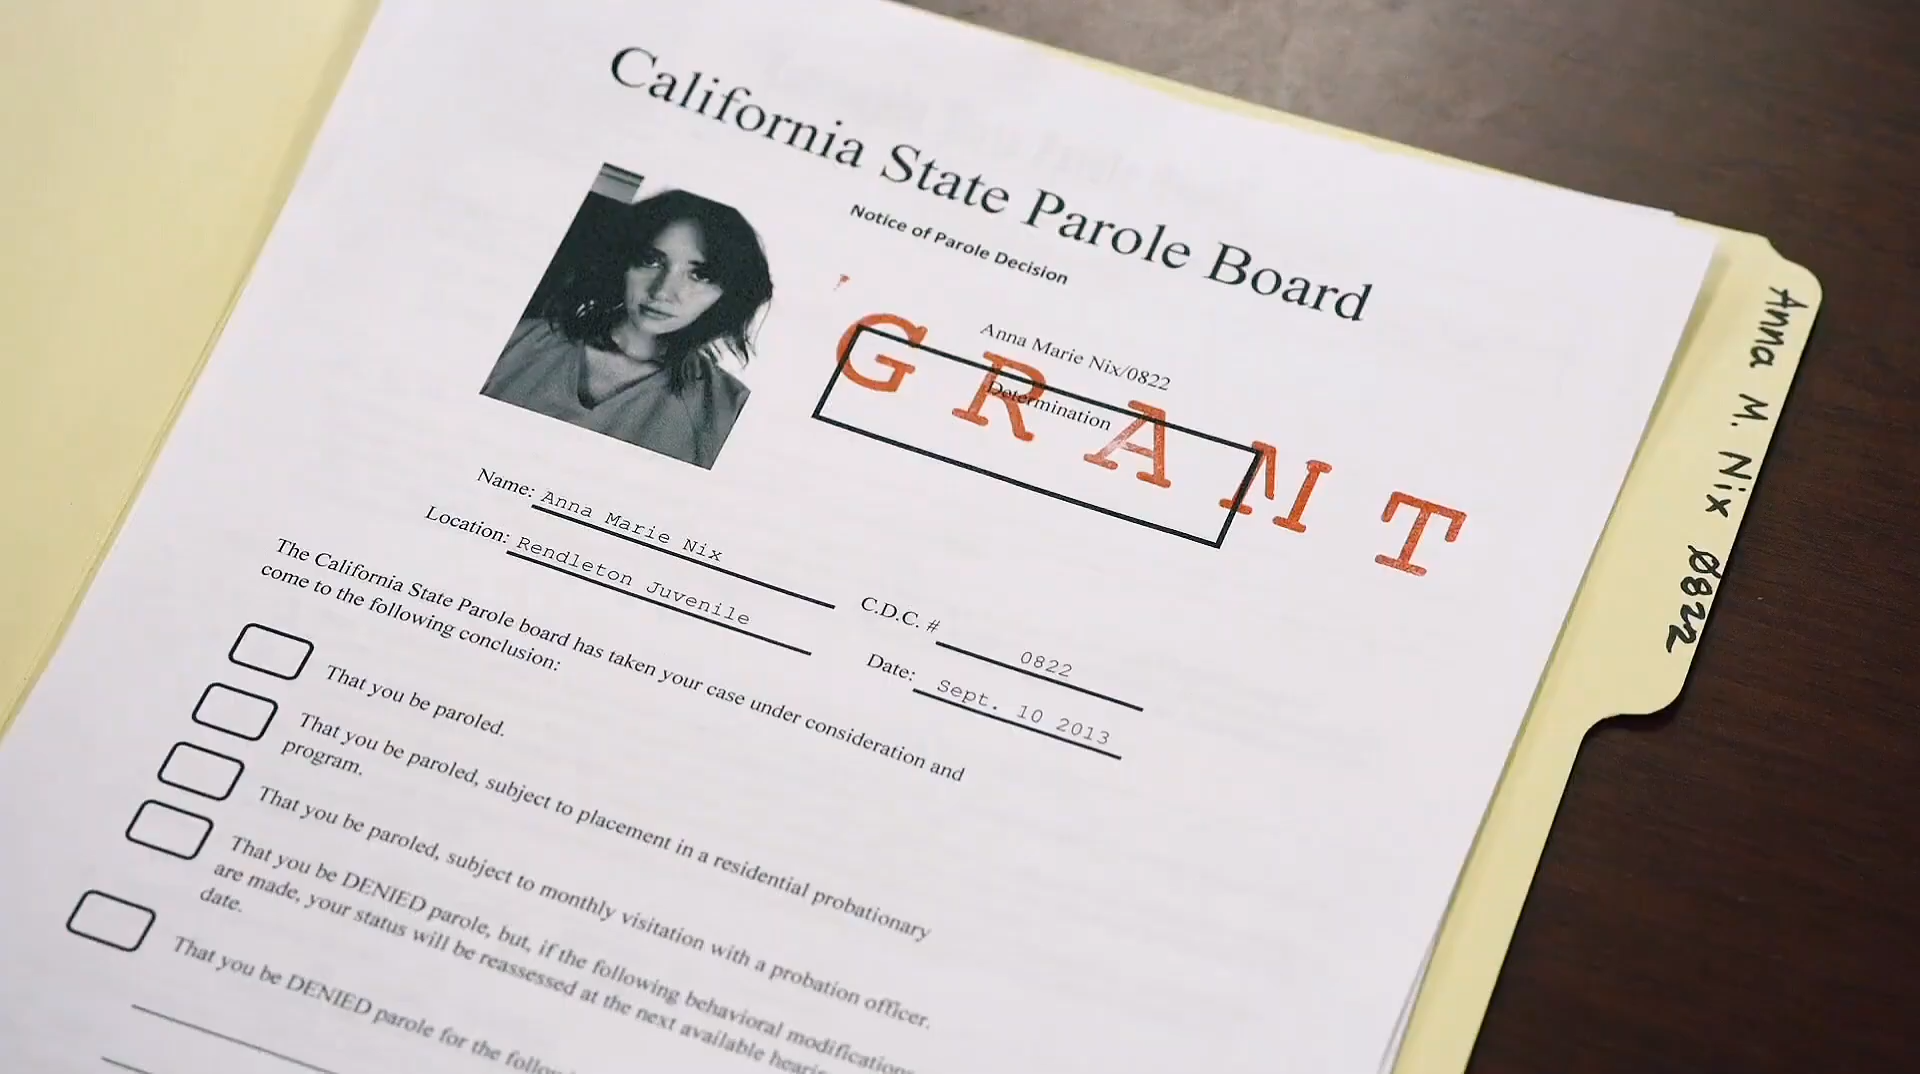 California State Parole Board
Notice of Parole Decision
Anna Marie Nix/0822
Determination
GRANT
Name: Anna Marie Nix
Location: Rendleton Juvenile
C.D.C. # 0822
Date: Sept. 10 2013
The California State Parole board has taken your case under consideration and
come to the following conclusion:
That you be paroled.
That you be paroled, subject to placement in a residential probationary
program.
That you be paroled, subject to monthly visitation with a probation officer.
That you be DENIED parole, but, if the following behavioral modifications
are made, your status will be reassessed at the next available
date.
That you be DENIED parole for the
Anna M. Nix 0822